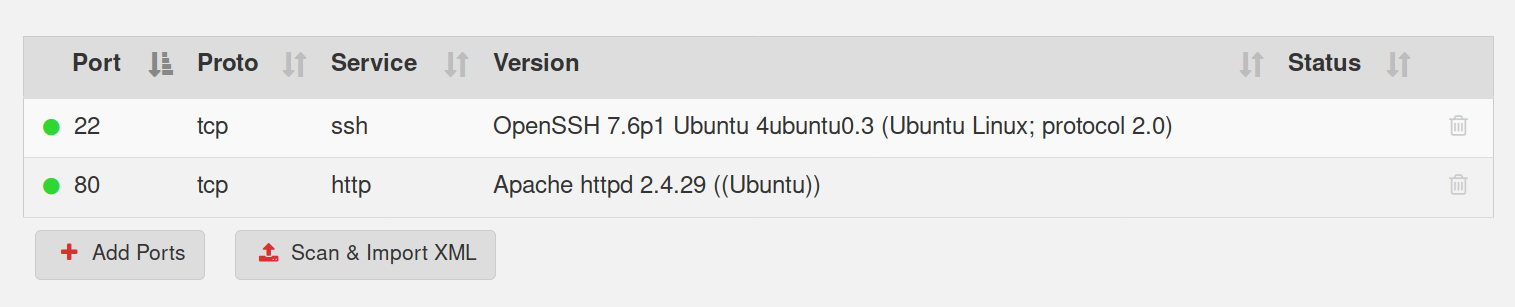 Port Proto Service Version Status
22 tcp ssh OpenSSH 7.6p1 Ubuntu 4ubuntu0.3 (Ubuntu Linux; protocol 2.0)
80 tcp http Apache httpd 2.4.29 ((Ubuntu))
Add Ports Scan & Import XML